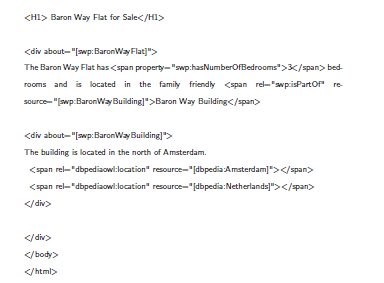 <H1> Baron Way Flat for Sale</H1>
<div about="[swp:BaronWayFlat]">
The Baron Way Flat has <span property="swp:hasNumberOfBedrooms">3</span> bed-
rooms and is located in the family friendly <span rel="swp:isPartOf" re-
source="[swp:BaronWayBuilding]">Baron Way Building</span>
<div about="[swp:BaronWayBuilding]">
The building is located in the north of Amsterdam.
<span rel="dbpediaowl:location" resource="[dbpedia:Amsterdam]"></span>
<span rel="dbpediaowl:location" resource="[dbpedia:Netherlands]"></span>
</div>
</div>
</body>
</html>